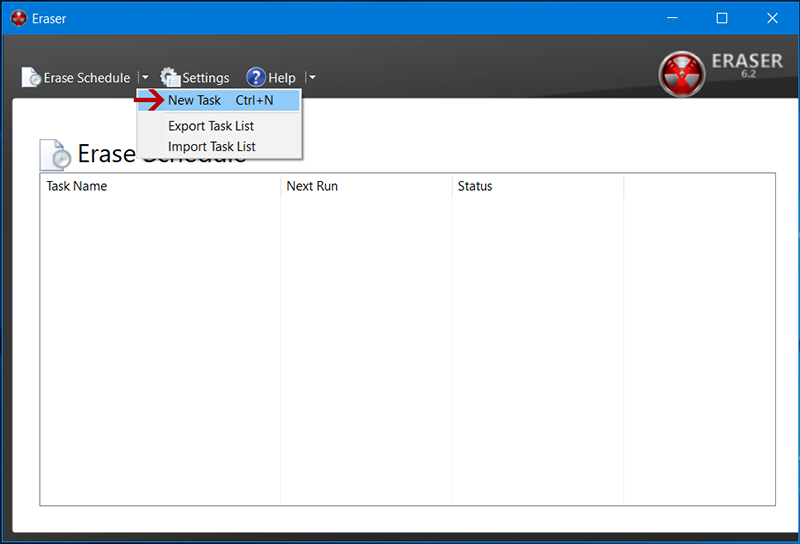 Eraser
Erase Schedule Settings Help
ERASER
6.2
New Task Ctrl+N
Export Task List
Import Task List
Erase Schedule
Task Name Next Run Status